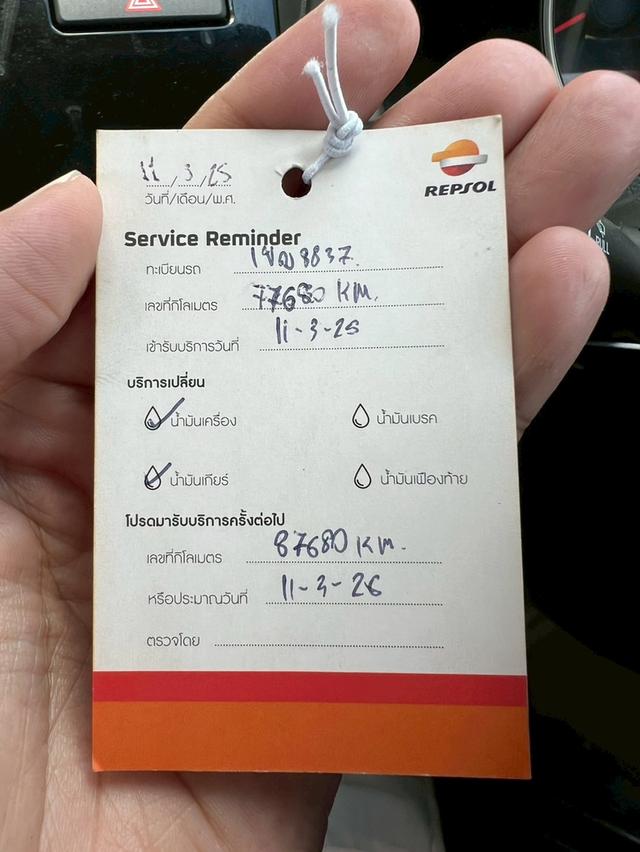 11/3/25
วันที่/เดือน/พ.ศ.
REPSOL
Service Reminder
ทะเบียนรถ 8837
เลขที่กิโลเมตร 77680 KM.
เข้ารับบริการวันที่ 11-3-25
บริการเปลี่ยน
น้ำมันเครื่อง น้ำมันเบรค
น้ำมันเกียร์ น้ำมันเฟืองท้าย
โปรดมารับบริการครั้งต่อไป
เลขที่กิโลเมตร 87680 KM.
หรือประมาณวันที่ 11-3-26
ตรวจโดย